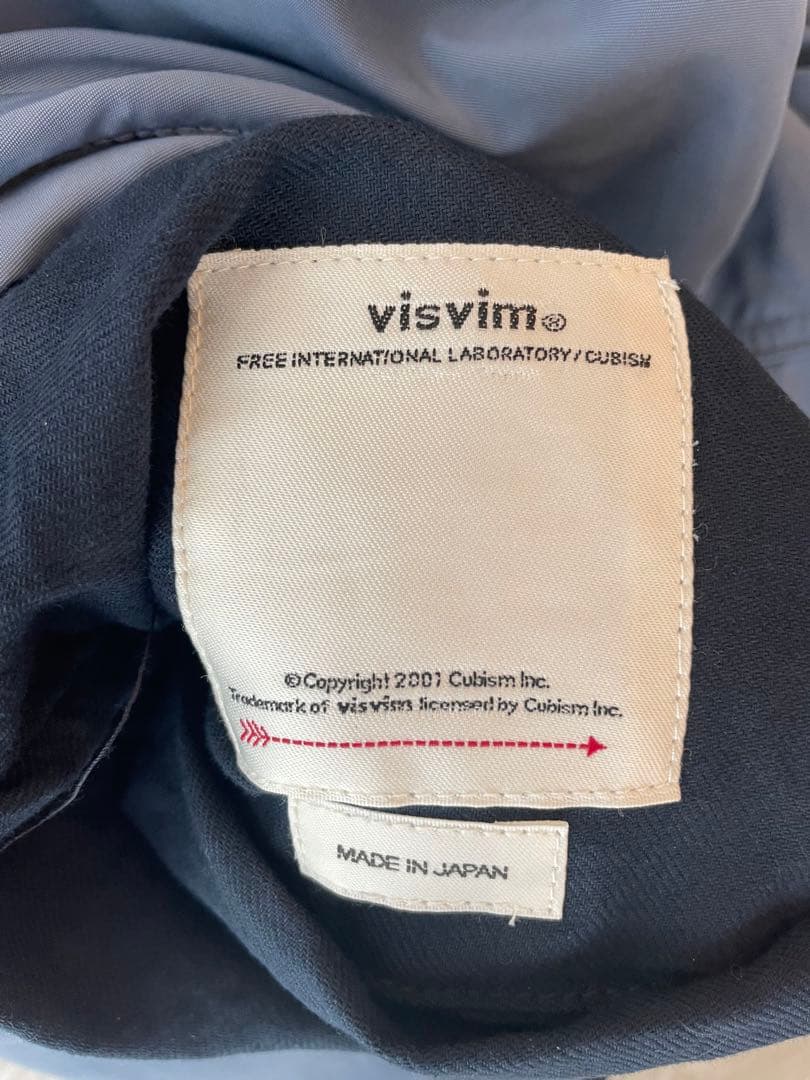 visvim®
FREE INTERNATIONAL LABORATORY / CUBISM
©Copyright 2001 Cubism Inc.
Trademark of visvim licensed by Cubism Inc.
MADE IN JAPAN